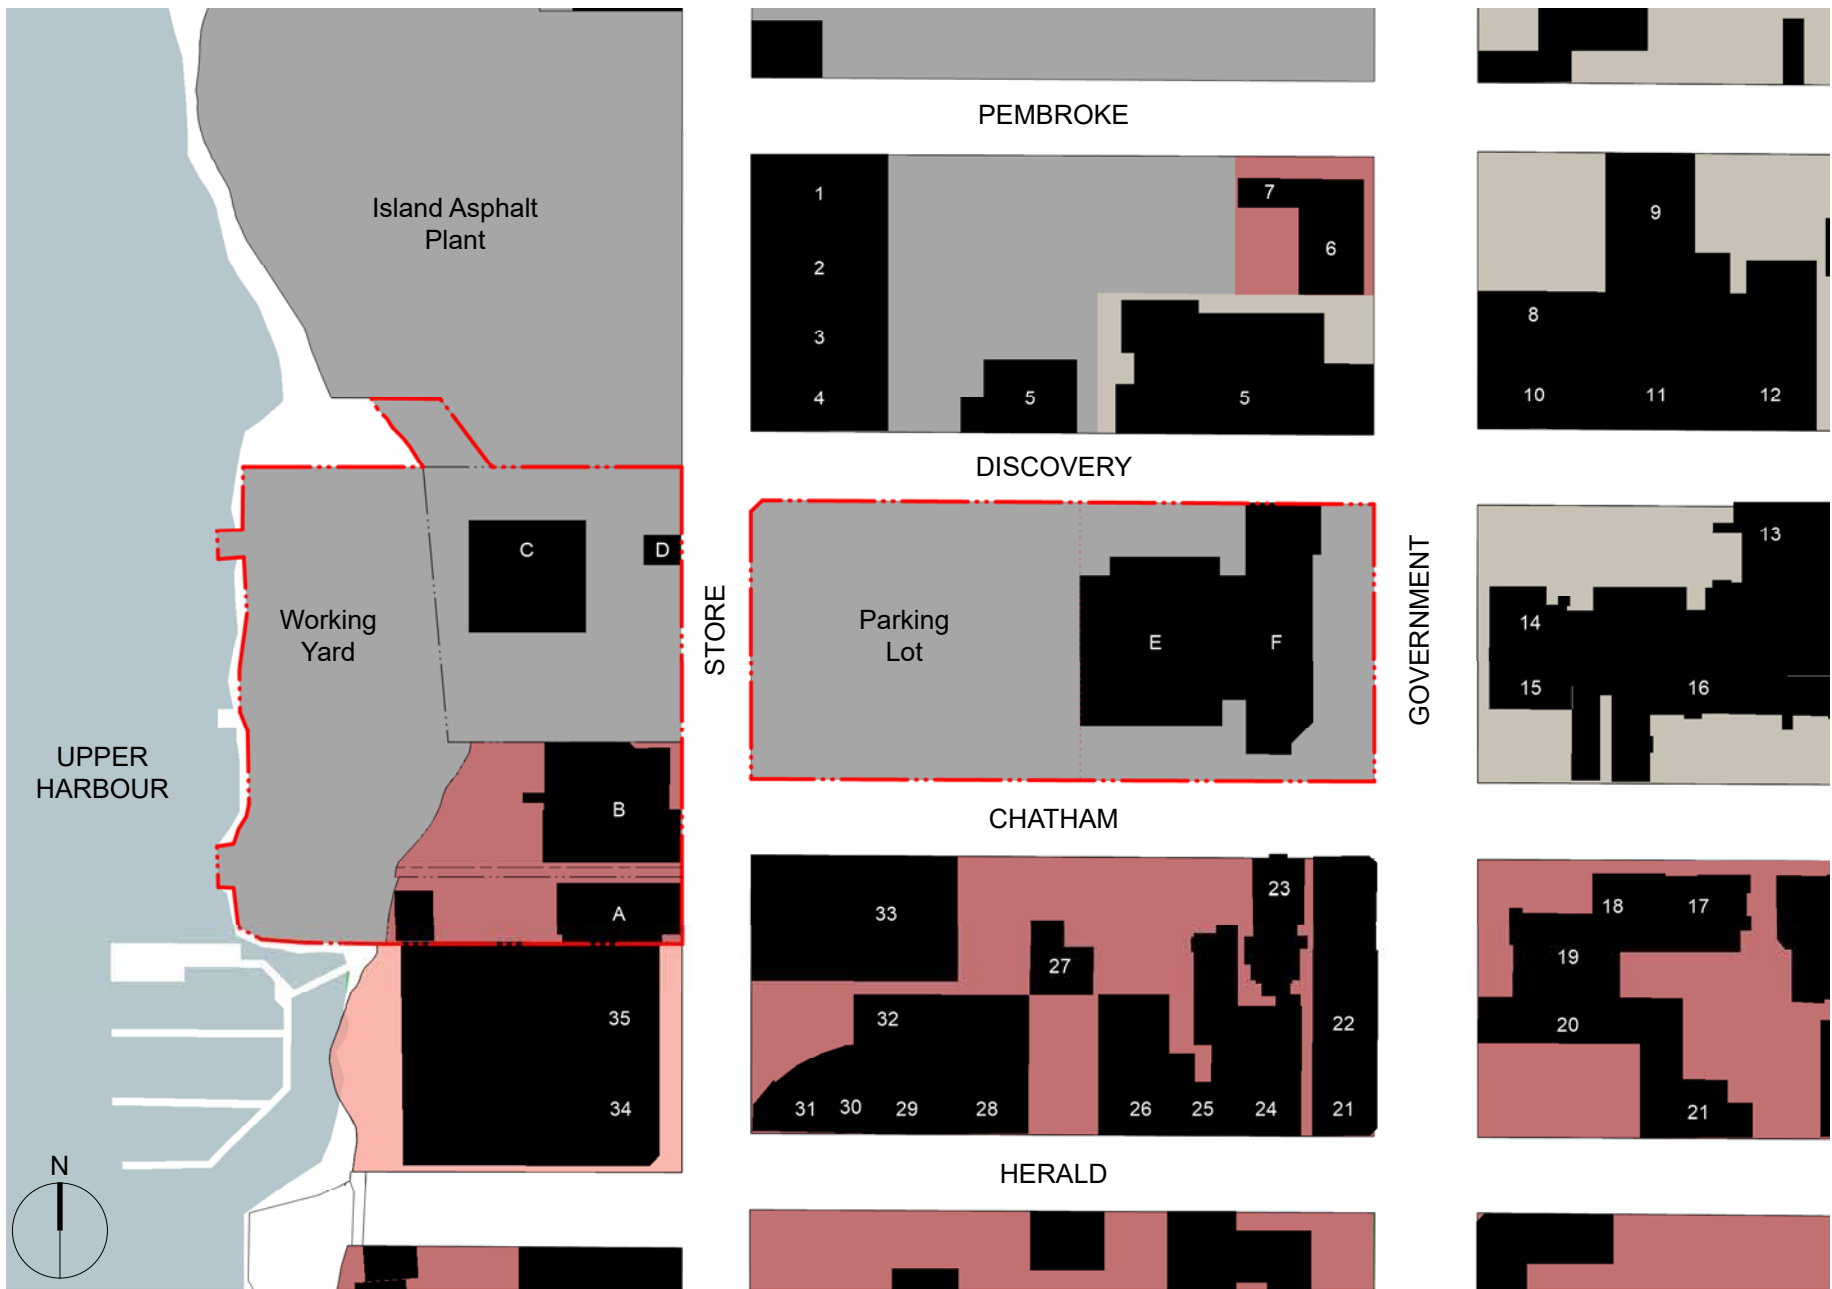 PEMBROKE
Island Asphalt
Plant
1
2
3
4
5
5
7
6
9
8
10
11
12
DISCOVERY
C
D
Working
Yard
STORE
Parking
Lot
E
F
GOVERNMENT
13
14
15
16
UPPER
HARBOUR
B
A
CHATHAM
33
23
27
32
22
31
30
29
28
26
25
24
21
18
17
19
20
21
35
34
HERALD
N